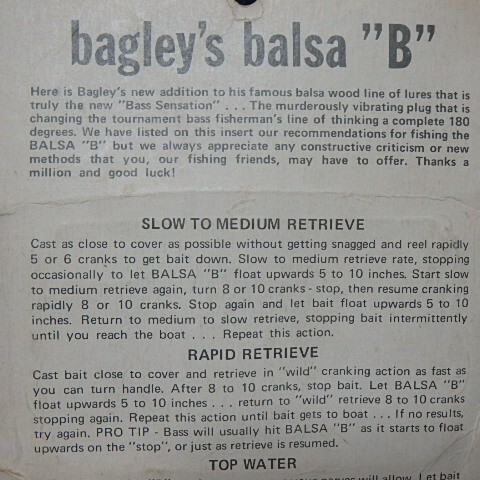 bagley's balsa "B"
Here is Bagley's new addition to his famous balsa wood line of lures that is
truly the new "Bass Sensation" . . . The murderously vibrating plug that is
changing the tournament bass fisherman's line of thinking a complete 180
degrees. We have listed on this insert our recommendations for fishing the
BALSA "B" but we always appreciate any constructive criticism or new
methods that you, our fishing friends, may have to offer. Thanks a
million and good luck!
SLOW TO MEDIUM RETRIEVE
Cast as close to cover as possible without getting snagged and reel rapidly
5 or 6 cranks to get bait down. Slow to medium retrieve rate, stopping
occasionally to let BALSA "B" float upwards 5 to 10 inches. Start slow
to medium retrieve again, turn 8 or 10 cranks - stop, then resume cranking
rapidly 8 or 10 cranks. Stop again and let bait float upwards 5 to 10
inches. Return to medium to slow retrieve, stopping bait intermittently
until you reach the boat . . . Repeat this action.
RAPID RETRIEVE
Cast bait close to cover and retrieve in "wild" cranking action as fast as
you can turn handle. After 8 to 10 cranks, stop bait. Let BALSA "B"
float upwards 5 to 10 inches . . . return to "wild" retrieve 8 to 10 cranks
stopping again. Repeat this action until bait gets to boat . . . If no results,
try again. PRO TIP - Bass will usually hit BALSA "B" as it starts to float
upwards on the "stop", or just as retrieve is resumed.
TOP WATER
will allow. Let bait